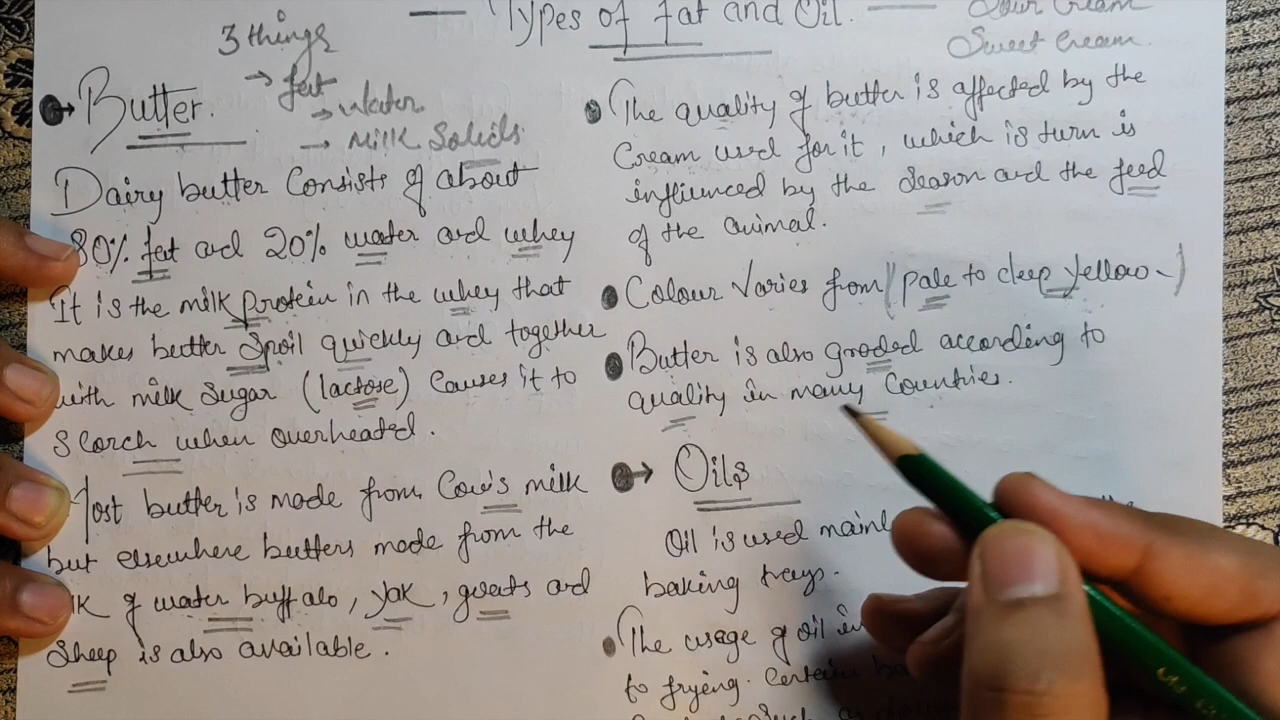 Types of fat and Oil.
Sour Cream
Sweet Cream.
3 things
→ fat
→ water
→ Milk Solids
Butter.
Dairy butter Consists of about
80% fat and 20% water and whey
It is the milk protein in the whey that
makes butter Spoil quickly and together
with milk Sugar (lactose) Causes it to
Scorch when overheated.
Most butter is made from Cow's milk
but elsewhere butters made from the
of water buffalo, Yak, goats and
Sheep is also available.
The quality of butter is affected by the
Cream used for it, which is turn is
influenced by the Season and the feed
of the animal.
Colour Varies from (pale to deep yellow-)
Butter is also graded according to
quality in many Countries.
Oils
Oil is used
baking trays.
The usage of oil in
to frying. Certain